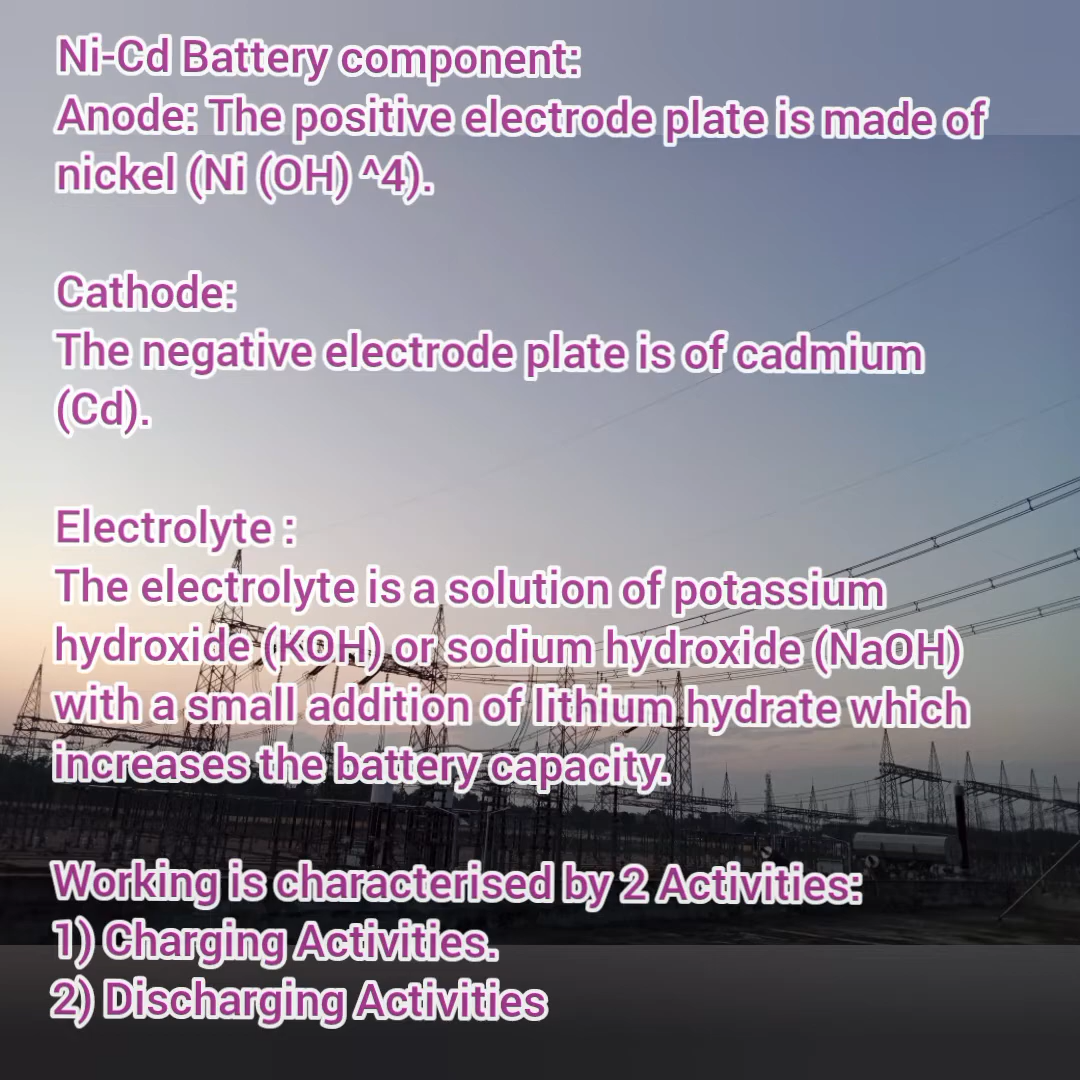 Ni-Cd Battery component:
Anode: The positive electrode plate is made of
nickel (Ni (OH) ^4).
Cathode:
The negative electrode plate is of cadmium
(Cd).
Electrolyte :
The electrolyte is a solution of potassium
hydroxide (KOH) or sodium hydroxide (NaOH)
with a small addition of lithium hydrate which
increases the battery capacity.
Working is characterised by 2 Activities:
1) Charging Activities.
2) Discharging Activities